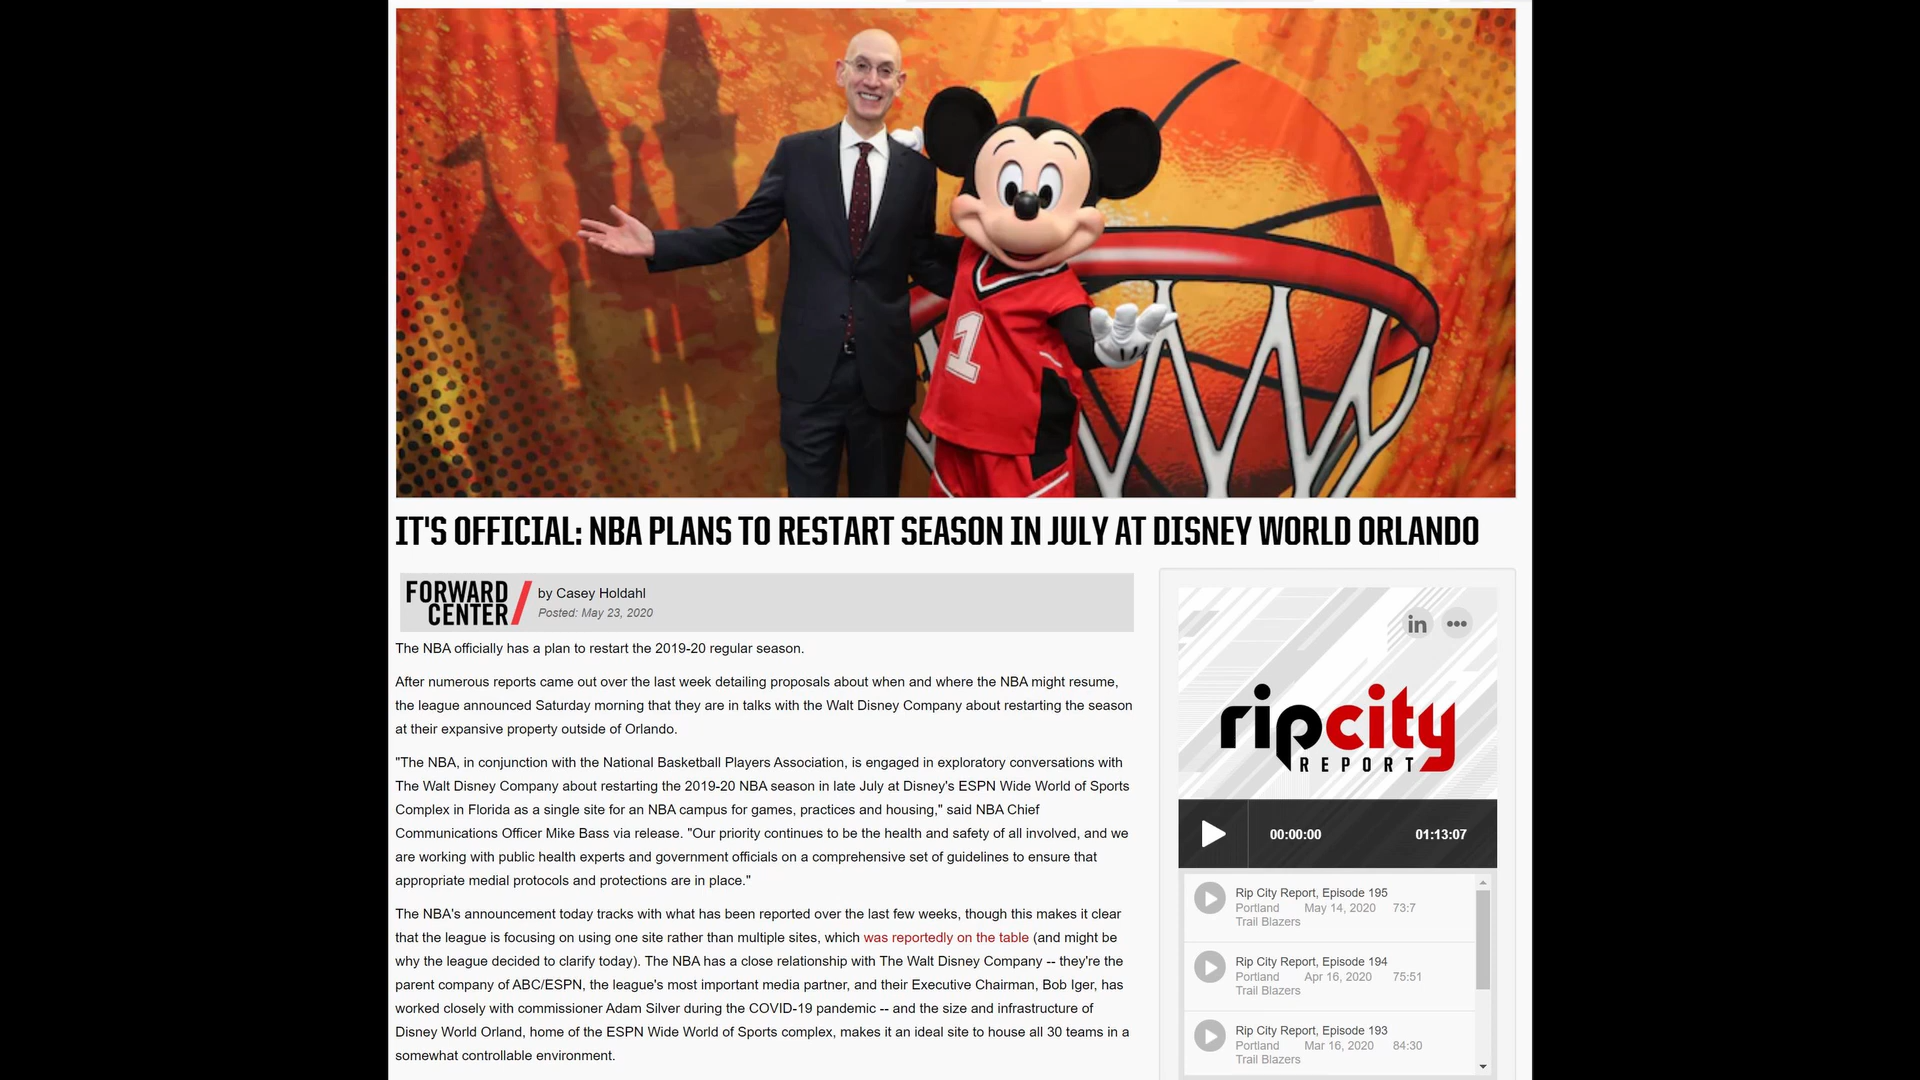 1
IT'S OFFICIAL: NBA PLANS TO RESTART SEASON IN JULY AT DISNEY WORLD ORLANDO
FORWARD
CENTER
by Casey Holdahl
Posted: May 23, 2020
The NBA officially has a plan to restart the 2019-20 regular season.
After numerous reports came out over the last week detailing proposals about when and where the NBA might resume,
the league announced Saturday morning that they are in talks with the Walt Disney Company about restarting the season
at their expansive property outside of Orlando.
"The NBA, in conjunction with the National Basketball Players Association, is engaged in exploratory conversations with
The Walt Disney Company about restarting the 2019-20 NBA season in late July at Disney's ESPN Wide World of Sports
Complex in Florida as a single site for an NBA campus for games, practices and housing," said NBA Chief
Communications Officer Mike Bass via release. "Our priority continues to be the health and safety of all involved, and we
are working with public health experts and government officials on a comprehensive set of guidelines to ensure that
appropriate medial protocols and protections are in place."
The NBA's announcement today tracks with what has been reported over the last few weeks, though this makes it clear
that the league is focusing on using one site rather than multiple sites, which was reportedly on the table (and might be
why the league decided to clarify today). The NBA has a close relationship with The Walt Disney Company -- they're the
parent company of ABC/ESPN, the league's most important media partner, and their Executive Chairman, Bob Iger, has
worked closely with commissioner Adam Silver during the COVID-19 pandemic -- and the size and infrastructure of
Disney World Orland, home of the ESPN Wide World of Sports complex, makes it an ideal site to house all 30 teams in a
somewhat controllable environment.
in
ripcity
REPORT
00:00:00 01:13:07
Rip City Report, Episode 195
Portland May 14, 2020 73:7
Trail Blazers
Rip City Report, Episode 194
Portland Apr 16, 2020 75:51
Trail Blazers
Rip City Report, Episode 193
Portland Mar 16, 2020 84:30
Trail Blazers